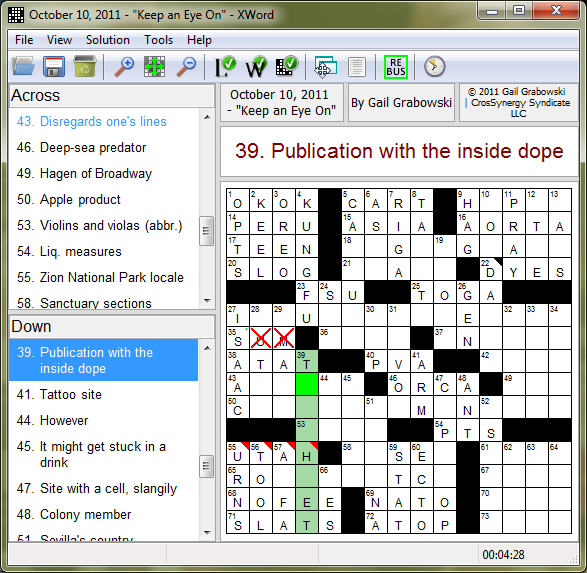 October 10, 2011 - "Keep an Eye On" - XWord
File View Solution Tools Help
RE
BUS
Across
43. Disregards one's lines
46. Deep-sea predator
49. Hagen of Broadway
50. Apple product
53. Violins and violas (abbr.)
54. Liq. measures
55. Zion National Park locale
58. Sanctuary sections
Down
39. Publication with the inside dope
41. Tattoo site
44. However
45. It might get stuck in a drink
47. Site with a cell, slangily
48. Colony member
51. Sevilla's country
October 10, 2011
- "Keep an Eye On"
By Gail Grabowski
© 2011 Gail Grabowski
| CrosSynergy Syndicate
LLC
39. Publication with the inside dope
1 2 3 4 5 6 7 8 9 10 11 12 13
O K O K C A R T H P
14 15 16
P E R U A S I A A O R T A
17 18 19
T E E N G G A
20 21 22
S L O G A D Y E S
23 24 25 26
F S U T O G A
27 28 29 30 31 32 33 34
I U E
35 36 37
S N
38 39 40 41 42
A T A T P V A
43 44 45 46 47 48 49
A O R C A
50 51 52
C M N
53 54
P T S
55 56 57 58 59 60 61 62 63 64
U T A H S E
65 66 67
R O T C
68 69 70
N O F E E N A T O
71 72 73
S L A T S A T O P
00:04:28